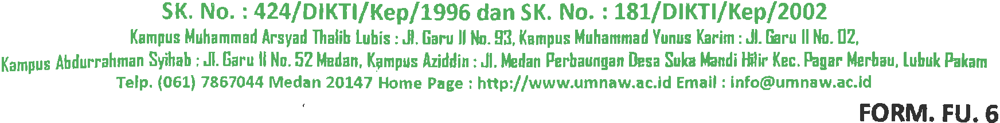 SK. No. : 424/DIKTI/Kep/1996 dan SK. No. : 181/DIKTI/Kep/2002
Kampus Muhammad Arsyad Thalib Lubis : Jl. Garu II No. 93, Kampus Muhammad Yunus Karim : Jl. Garu II No. 02,
Kampus Abdurrahman Syihab : Jl. Garu II No. 52 Medan, Kampus Aziddin : Jl. Medan Perbaungan Desa Suka Mandi Hilir Kec. Pagar Merbau, Lubuk Pakam
Telp. (061) 7867044 Medan 20147 Home Page : http://www.umnaw.ac.id Email : info@umnaw.ac.id
FORM. FU. 6